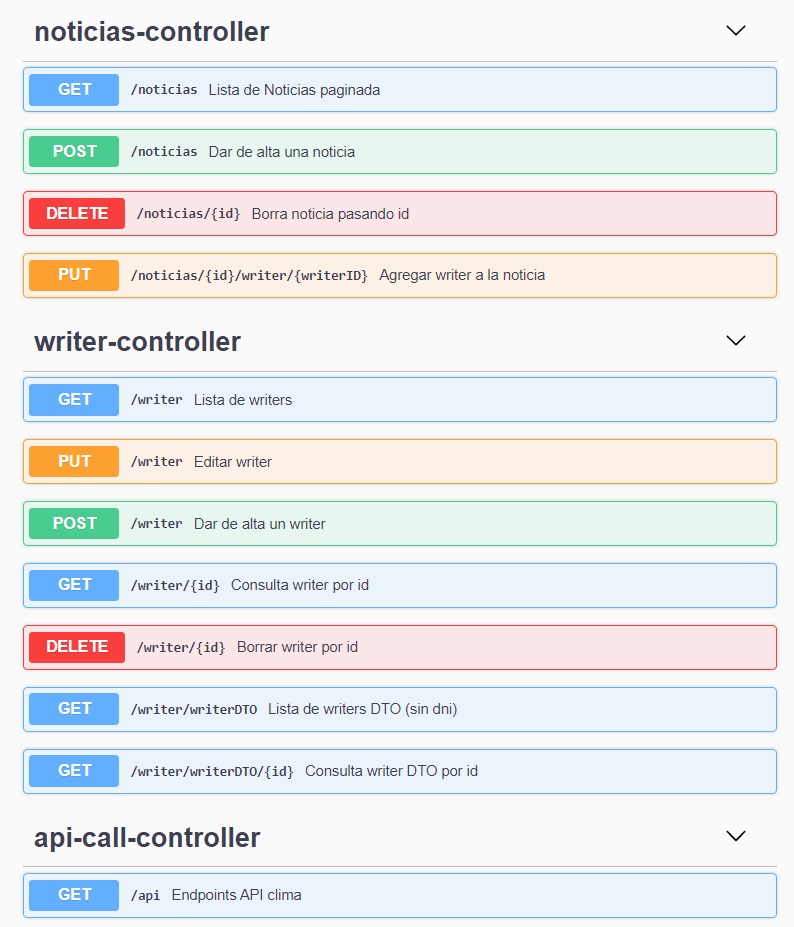 noticias-controller
GET /noticias Lista de Noticias paginada
POST /noticias Dar de alta una noticia
DELETE /noticias/{id} Borra noticia pasando id
PUT /noticias/{id}/writer/{writerID} Agregar writer a la noticia
writer-controller
GET /writer Lista de writers
PUT /writer Editar writer
POST /writer Dar de alta un writer
GET /writer/{id} Consulta writer por id
DELETE /writer/{id} Borrar writer por id
GET /writer/writerDTO Lista de writers DTO (sin dni)
GET /writer/writerDTO/{id} Consulta writer DTO por id
api-call-controller
GET /api Endpoints API clima